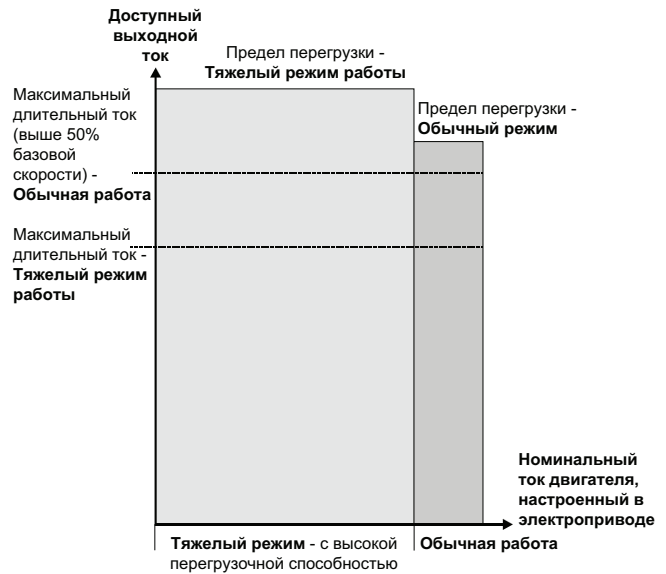 Доступный
выходной
ток
Предел перегрузки -
Тяжелый режим работы
Максимальный
длительный ток
(выше 50%
базовой
скорости) -
Обычная работа
Предел перегрузки -
Обычный режим
Максимальный
длительный ток -
Тяжелый режим
работы
Номинальный
ток двигателя,
настроенный в
электроприводе
Тяжелый режим - с высокой
перегрузочной способностью
Обычная работа